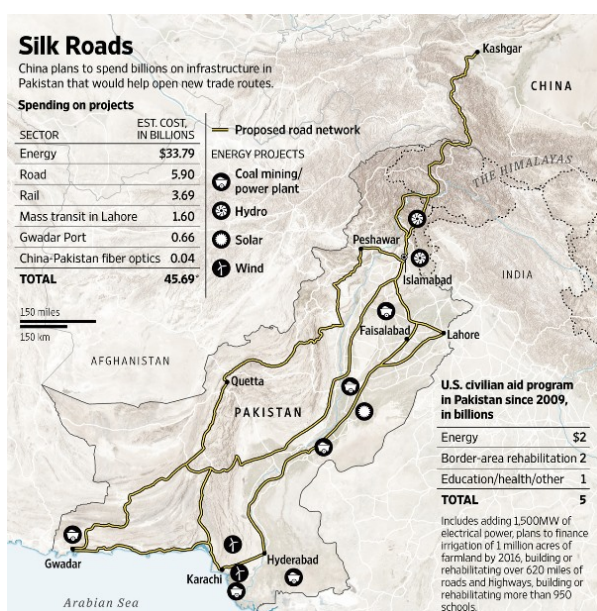 Silk Roads
China plans to spend billions on infrastructure in
Pakistan that would help open new trade routes.
Spending on projects
SECTOR EST. COST, IN BILLIONS
Energy $33.79
Road 5.90
Rail 3.69
Mass transit in Lahore 1.60
Gwadar Port 0.66
China-Pakistan fiber optics 0.04
TOTAL 45.69*
150 miles
150 km
Proposed road network
ENERGY PROJECTS
Coal mining/
power plant
Hydro
Solar
Wind
Kashgar
CHINA
THE HIMALAYAS
Peshawar
Islamabad
INDIA
Faisalabad
Lahore
AFGHANISTAN
Quetta
PAKISTAN
Gwadar
Karachi
Hyderabad
Arabian Sea
U.S. civilian aid program
in Pakistan since 2009,
in billions
Energy $2
Border-area rehabilitation 2
Education/health/other 1
TOTAL 5
Includes adding 1,500MW of
electrical power, plans to finance
irrigation of 1 million acres of
farmland by 2016, building or
rehabilitating over 620 miles of
roads and highways, building or
rehabilitating more than 950
schools.